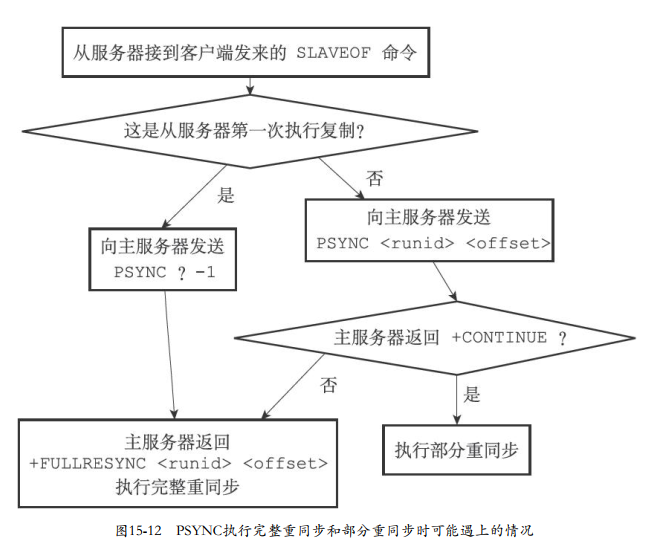 从服务器接到客户端发来的 SLAVEOF 命令
这是从服务器第一次执行复制?
是
否
向主服务器发送
PSYNC ? -1
向主服务器发送
PSYNC <runid> <offset>
主服务器返回 +CONTINUE ?
否
是
主服务器返回
+FULLRESYNC <runid> <offset>
执行完整重同步
执行部分重同步
图15-12 PSYNC执行完整重同步和部分重同步时可能遇上的情况